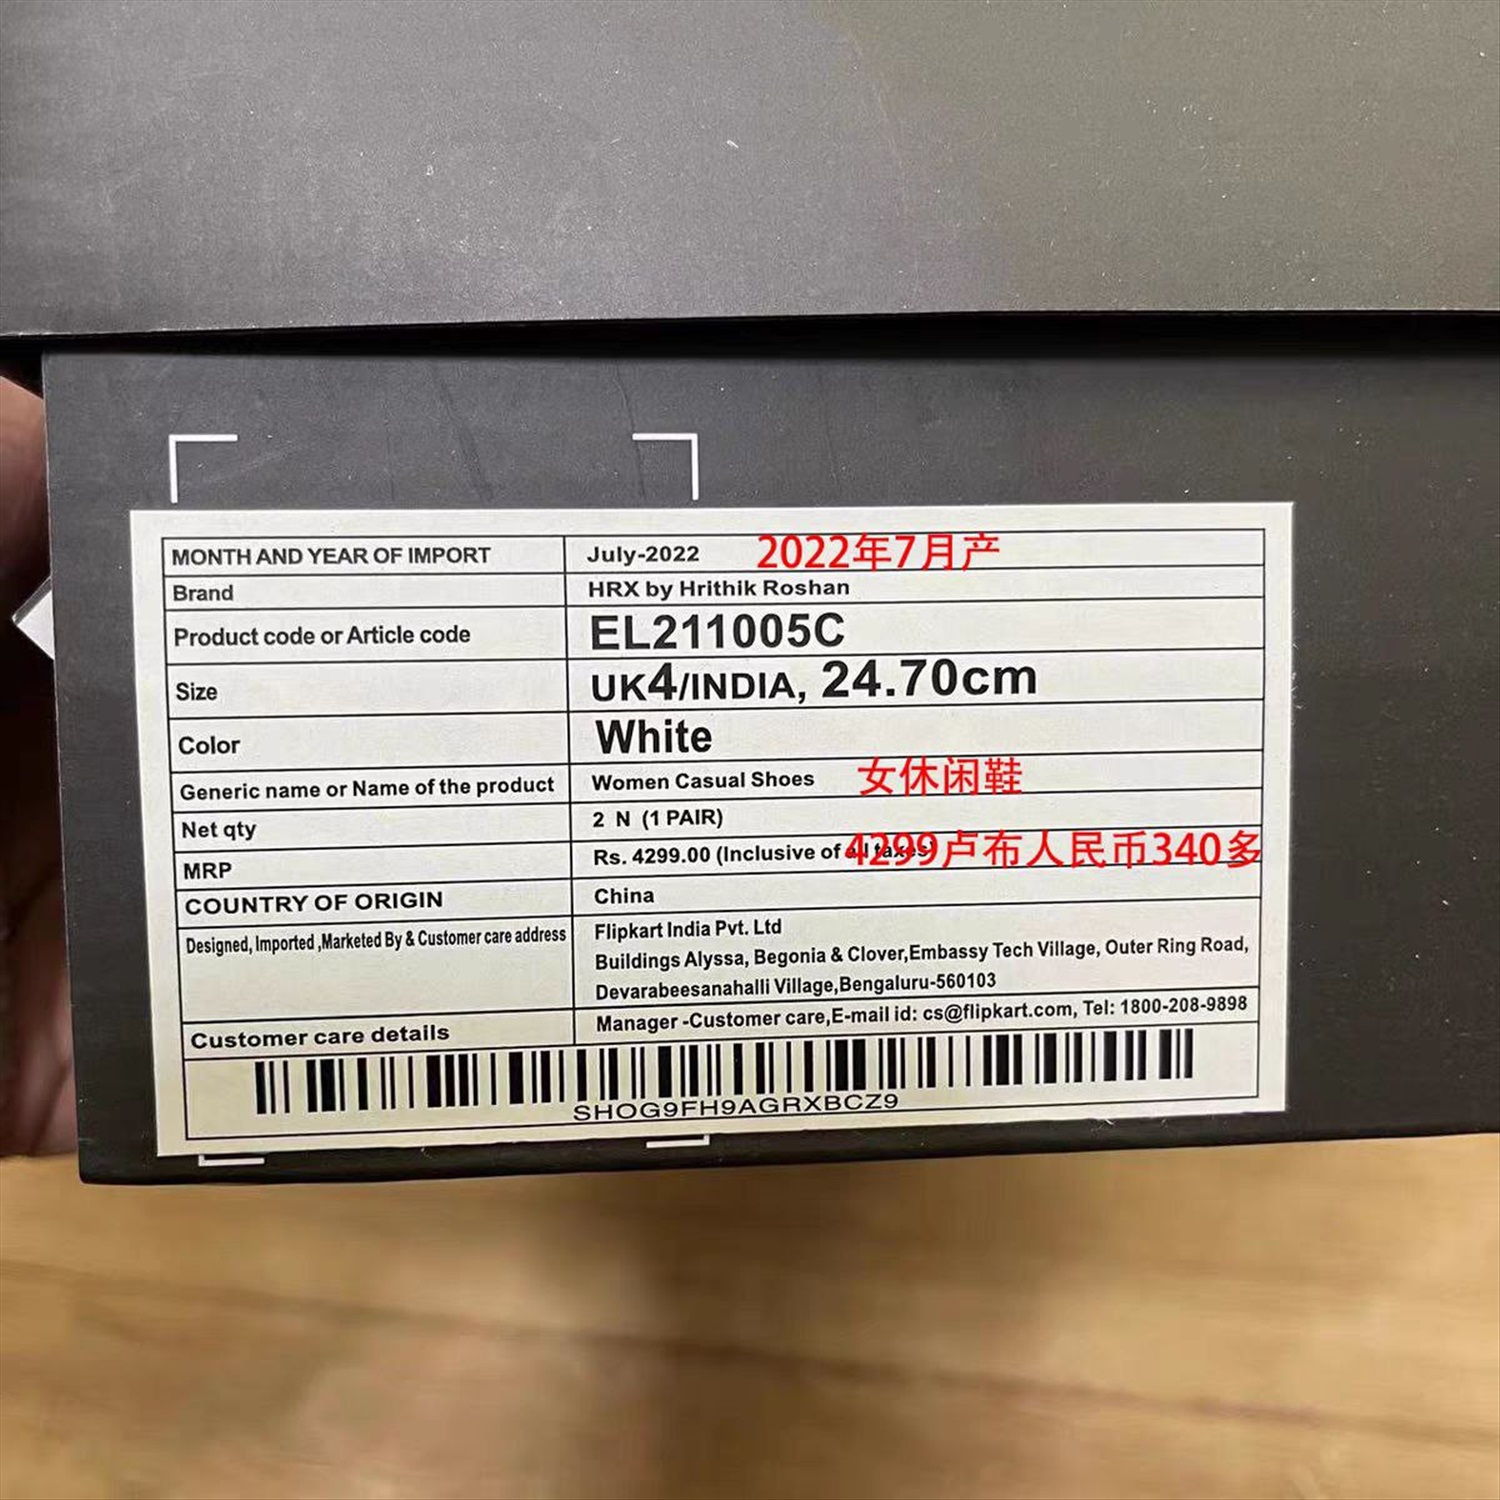 MONTH AND YEAR OF IMPORT July-2022 2022年7月产
Brand HRX by Hrithik Roshan
Product code or Article code EL211005C
Size UK4/INDIA, 24.70cm
Color White
Generic name or Name of the product Women Casual Shoes 女休闲鞋
Net qty 2 N (1 PAIR)
MRP Rs. 4299.00 (Inclusive of all taxes) 4299卢布人民币340多
COUNTRY OF ORIGIN China
Designed, Imported ,Marketed By & Customer care address Flipkart India Pvt. Ltd
Buildings Alyssa, Begonia & Clover,Embassy Tech Village, Outer Ring Road,
Devarabeesanahalli Village,Bengaluru-560103
Customer care details Manager -Customer care,E-mail id: cs@flipkart.com, Tel: 1800-208-9898
SHOG9FH9AGRXBCZ9